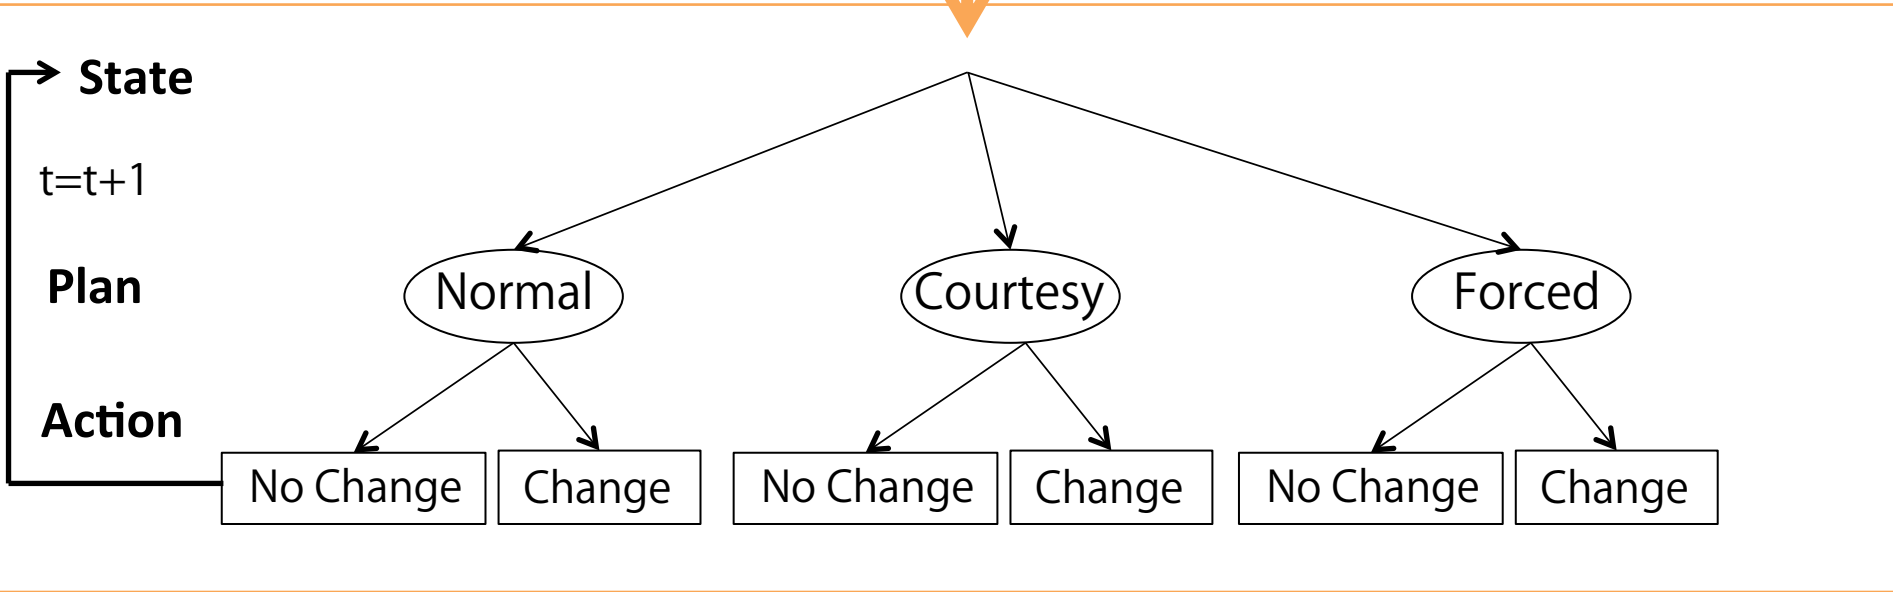 State
t=t+1
Plan
Normal
Courtesy
Forced
Action
No Change
Change
No Change
Change
No Change
Change